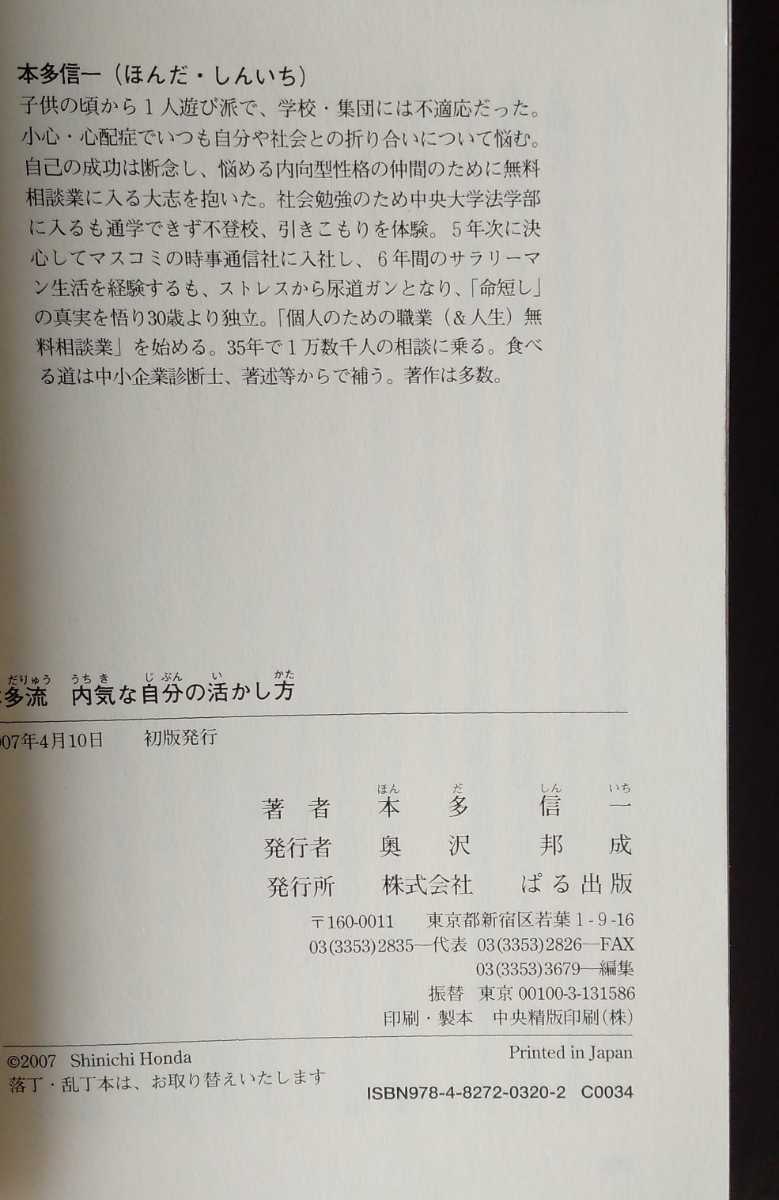 本多信一（ほんだ・しんいち）
子供の頃から１人遊び派で、学校・集団には不適応だった。
小心・心配症でいつも自分や社会との折り合いについて悩む。
自己の成功は断念し、悩める内向型性格の仲間のために無料
相談業に入る大志を抱いた。社会勉強のため中央大学法学部
に入るも通学できず不登校、引きこもりを体験。５年次に決
心してマスコミの時事通信社に入社し、６年間のサラリーマ
ン生活を経験するも、ストレスから尿道ガンとなり、「命短し」
の真実を悟り30歳より独立。「個人のための職業（＆人生）無
料相談業」を始める。35年で１万数千人の相談に乗る。食べ
る道は中小企業診断士、著述等からで補う。著作は多数。
だりゅう　うちき　じぶん　い　かた
多流　内気な自分の活かし方
07年4月10日　初版発行
ほん　だ　しん　いち
著者　本多信一
発行者　奥沢邦成
発行所　株式会社　ぱる出版
〒160-0011　東京都新宿区若葉1-9-16
03(3353)2835―代表 03(3353)2826―FAX
03(3353)3679―編集
振替　東京 00100-3-131586
印刷・製本　中央精版印刷(株)
©2007 Shinichi Honda
Printed in Japan
落丁・乱丁本は、お取り替えいたします
ISBN978-4-8272-0320-2 C0034